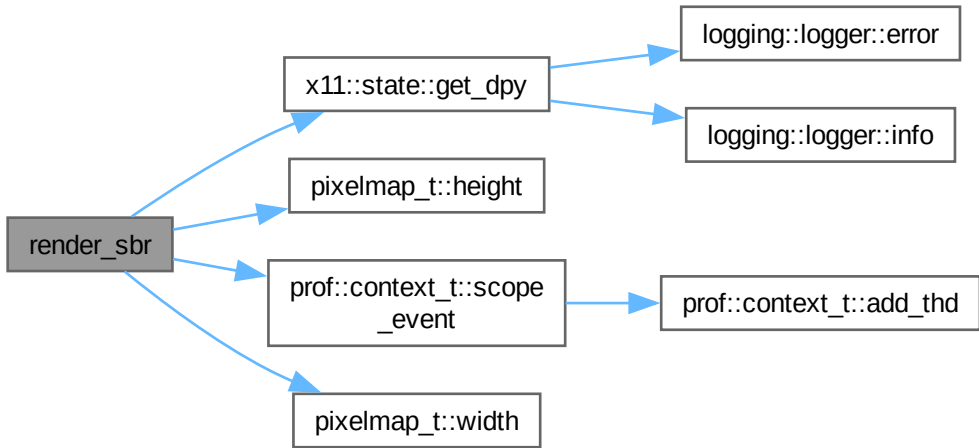 render_sbr
x11::state::get_dpy
logging::logger::error
logging::logger::info
pixelmap_t::height
prof::context_t::scope
_event
prof::context_t::add_thd
pixelmap_t::width